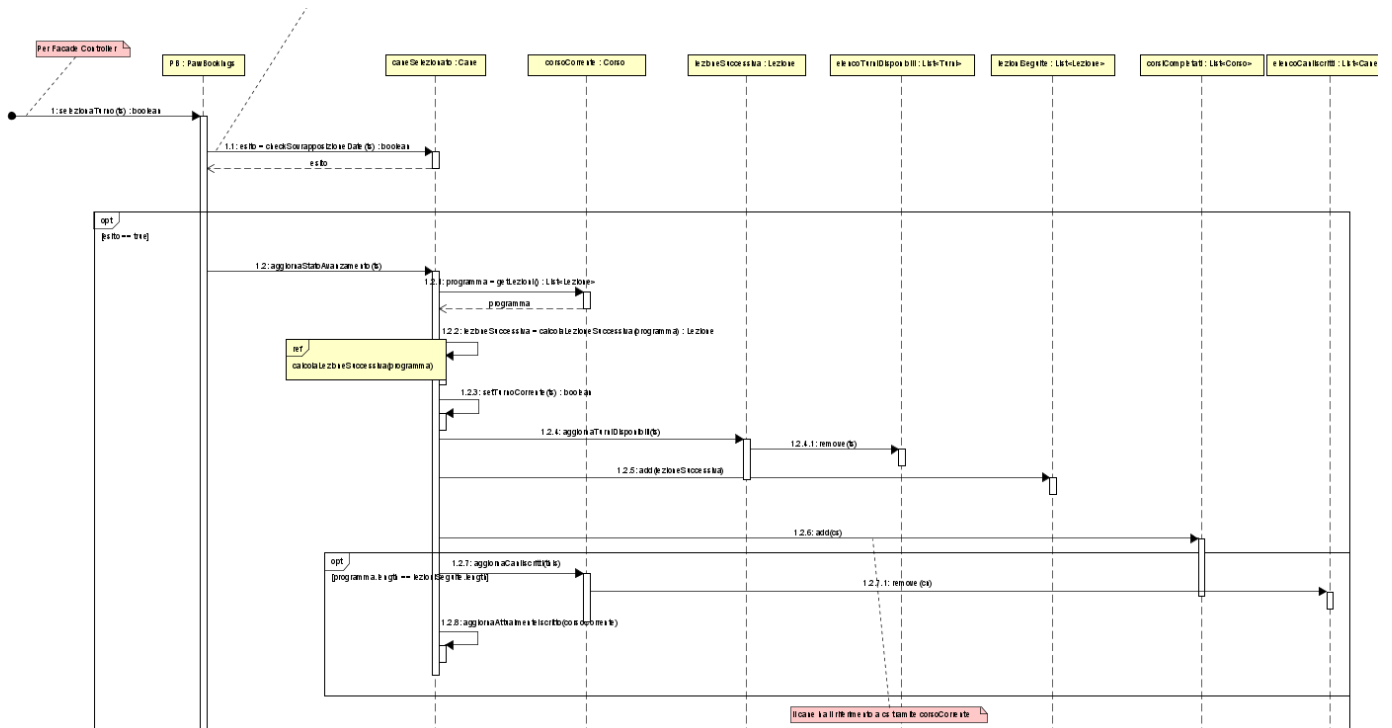 Per Facade Controller
PB : PawBookings
caneSelezionato : Cane
corsoCorrente : Corso
lezioneSuccessiva : Lezione
elencoTurniDisponibili : List<Turni>
lezioniSeguite : List<Lezione>
corsiCompletati : List<Corso>
elencoCaniIscritti : List<Cane
1: selezionaTurno(ts) : boolean
1.1: esito = checkSovrapposizioneDate(ts) : boolean
esito
opt
[esito == true]
1.2: aggiornaStatoAvanzamento(ts)
1.2.1: programma = getLezioni() : List<Lezione>
programma
1.2.2: lezioneSuccessiva = calcolaLezioneSuccessiva(programma) : Lezione
ref
calcolaLezioneSuccessiva(programma)
1.2.3: setTurnoCorrente(ts) : boolean
1.2.4: aggiornaTurniDisponibili(ts)
1.2.4.1: remove(ts)
1.2.5: add(lezioneSuccessiva)
1.2.6: add(cs)
opt
1.2.7: aggiornaCaniIscritti(this)
[programma.length == lezioniSeguite.length]
1.2.7.1: remove(cs)
1.2.8: aggiornaAttualmenteIscritto(corsoCorrente)
Il cane ha il riferimento a cs tramite corsoCorrente